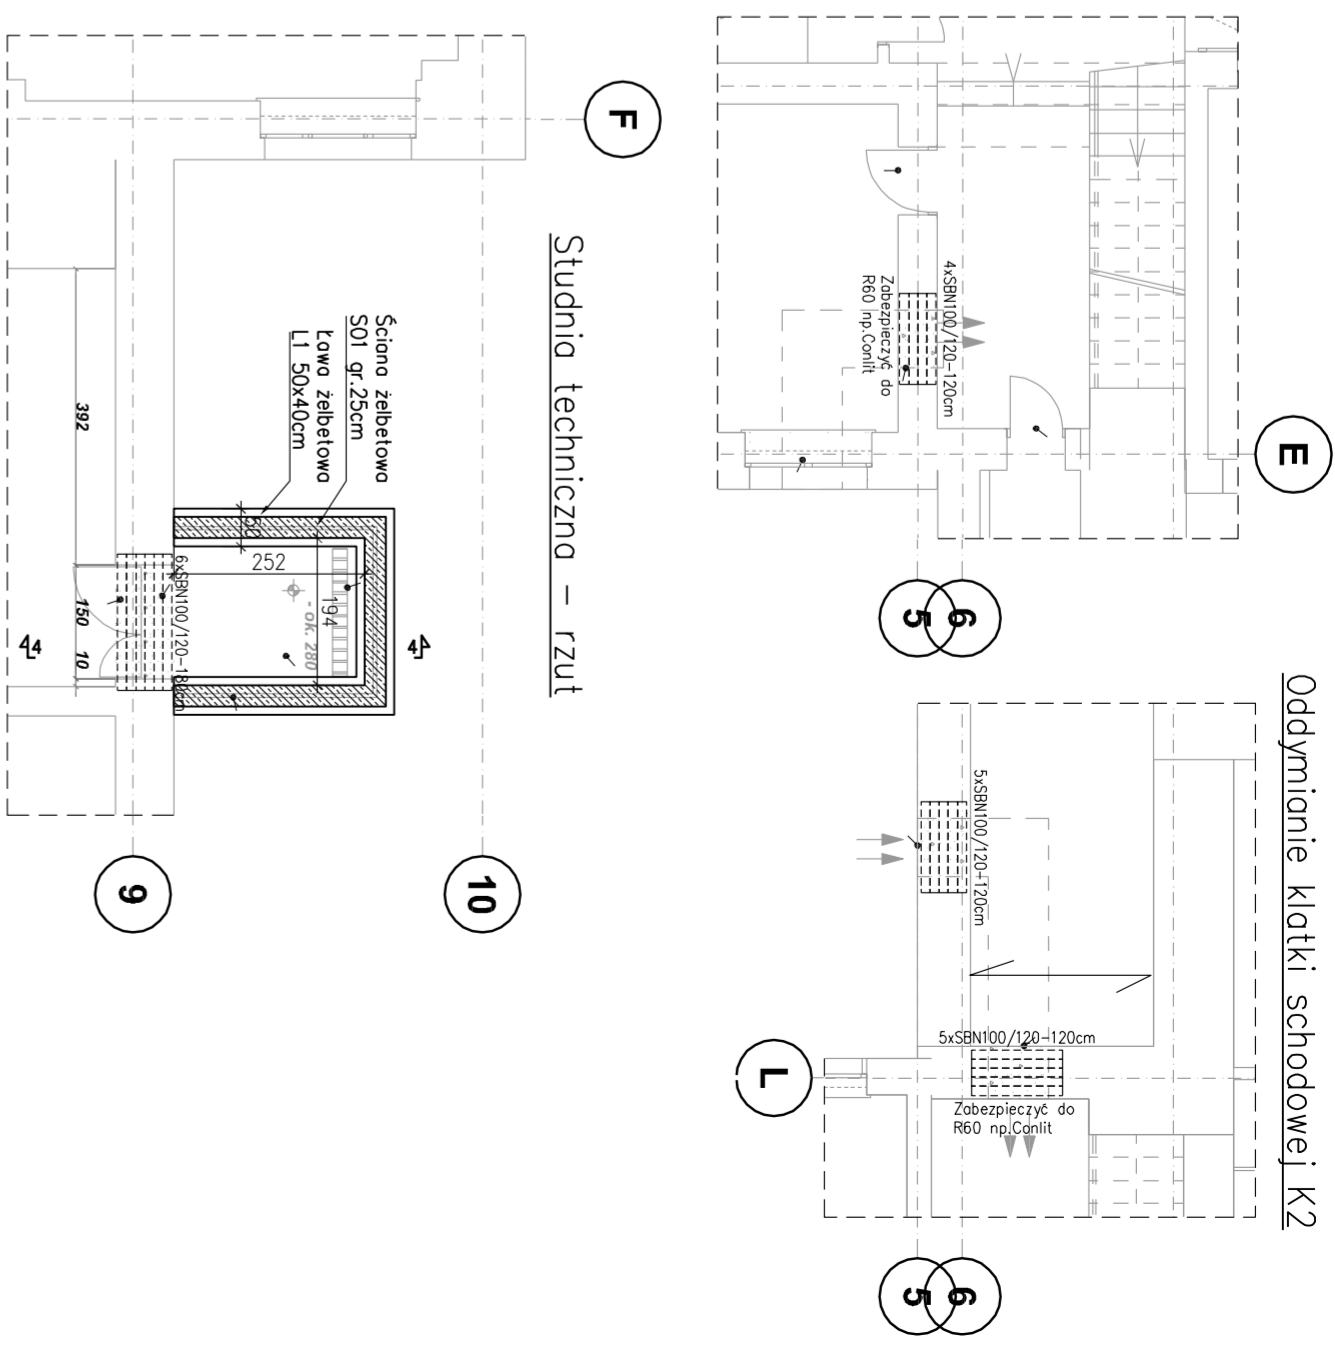 F
Studnia techniczna – rzut
Ściana żelbetowa
S01 gr.25cm
Ława żelbetowa
L1 50x40cm
392
150
10
50
252
194
- ok. 280
6xSBN100/120-180cm
4
4
9
10
E
4xSBN100/120-120cm
Zabezpieczyć do
R60 np.Conlit
5
6
Oddymianie klatki schodowej K2
5xSBN100/120-120cm
5xSBN100/120-120cm
Zabezpieczyć do
R60 np.Conlit
L
5
6